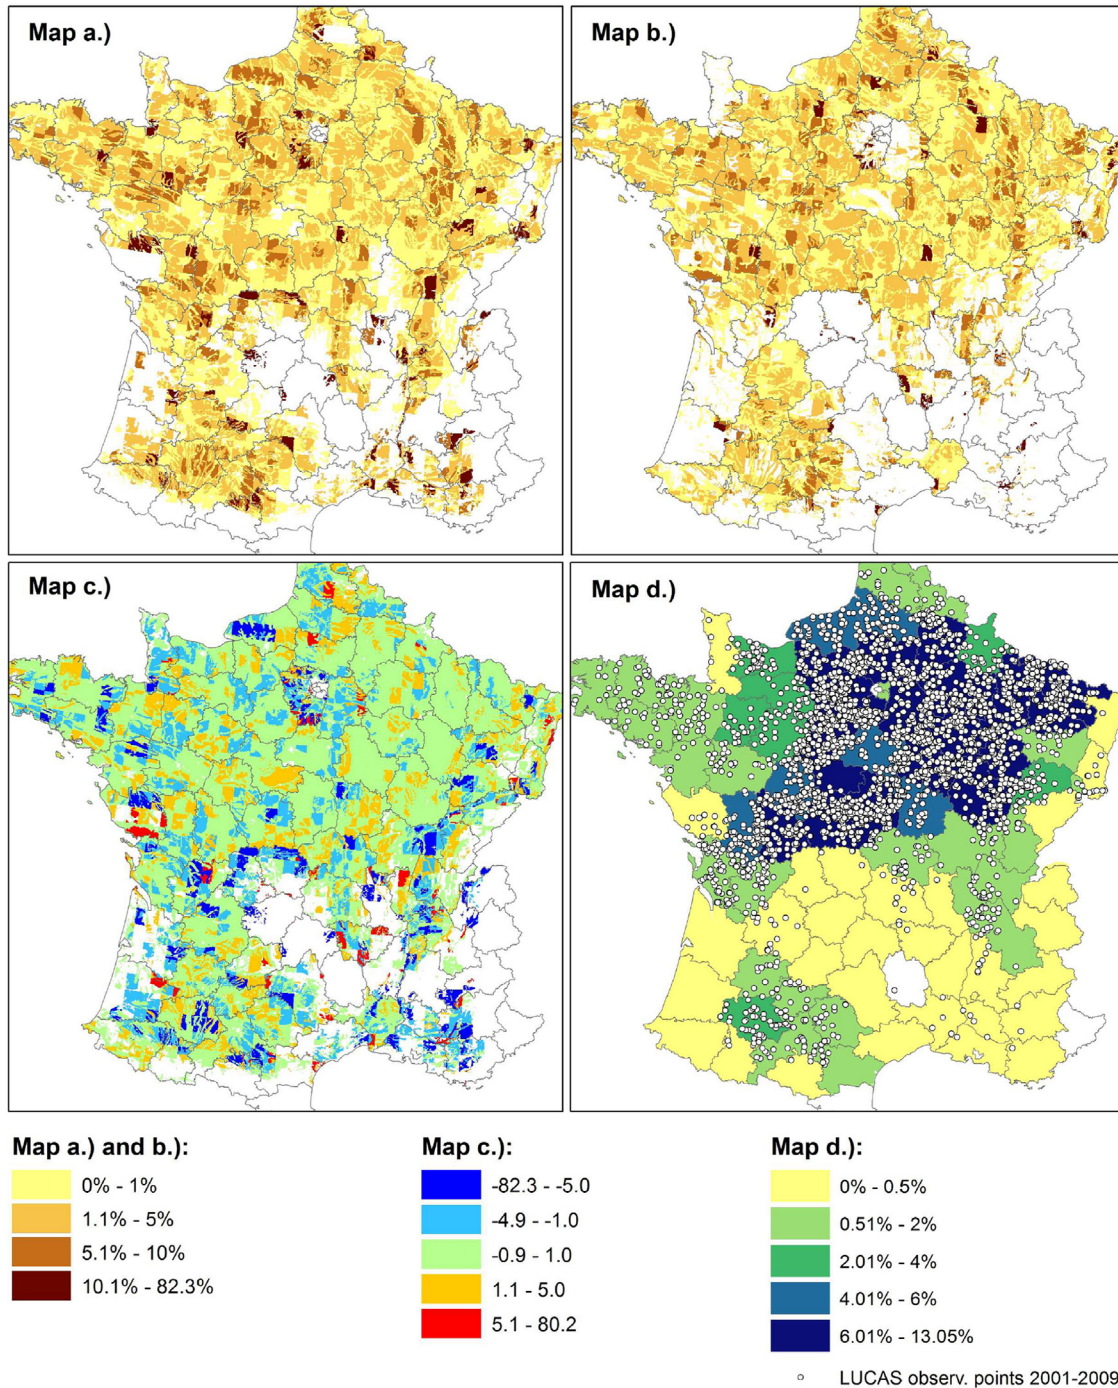 Map a.)
Map b.)
Map c.)
Map d.)
Map a.) and b.):
0% - 1%
1.1% - 5%
5.1% - 10%
10.1% - 82.3%
Map c.):
-82.3 - -5.0
-4.9 - -1.0
-0.9 - 1.0
1.1 - 5.0
5.1 - 80.2
Map d.):
0% - 0.5%
0.51% - 2%
2.01% - 4%
4.01% - 6%
6.01% - 13.05%
LUCAS observ. points 2001-2009